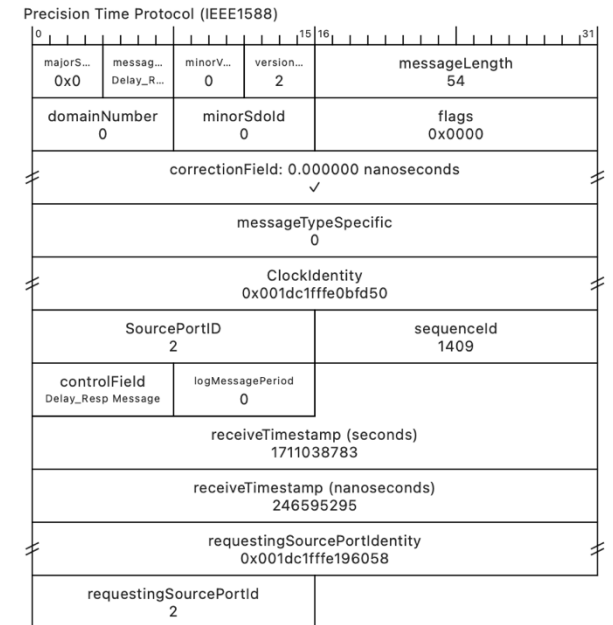 Precision Time Protocol (IEEE1588)
0 15 16 31
majorS... messag... minorV... version... messageLength
0x0 Delay_R... 0 2 54
domainNumber minorSdoId flags
0 0 0x0000
correctionField: 0.000000 nanoseconds
✓
messageTypeSpecific
0
ClockIdentity
0x001dc1fffe0bfd50
SourcePortID sequenceId
2 1409
controlField logMessagePeriod
Delay_Resp Message 0
receiveTimestamp (seconds)
1711038783
receiveTimestamp (nanoseconds)
246595295
requestingSourcePortIdentity
0x001dc1fffe196058
requestingSourcePortId
2